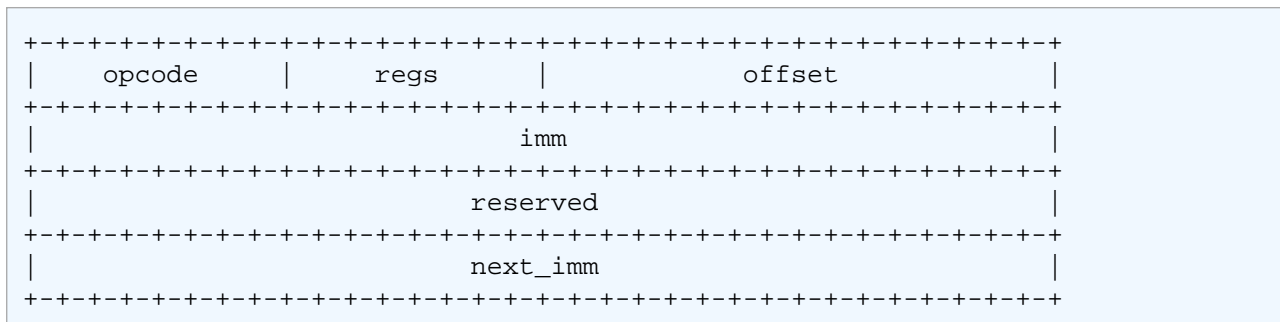 +-+-+-+-+-+-+-+-+-+-+-+-+-+-+-+-+-+-+-+-+-+-+-+-+-+-+-+-+-+-+-+-+
|    opcode     |     regs      |            offset             |
+-+-+-+-+-+-+-+-+-+-+-+-+-+-+-+-+-+-+-+-+-+-+-+-+-+-+-+-+-+-+-+-+
|                              imm                              |
+-+-+-+-+-+-+-+-+-+-+-+-+-+-+-+-+-+-+-+-+-+-+-+-+-+-+-+-+-+-+-+-+
|                           reserved                            |
+-+-+-+-+-+-+-+-+-+-+-+-+-+-+-+-+-+-+-+-+-+-+-+-+-+-+-+-+-+-+-+-+
|                           next_imm                            |
+-+-+-+-+-+-+-+-+-+-+-+-+-+-+-+-+-+-+-+-+-+-+-+-+-+-+-+-+-+-+-+-+